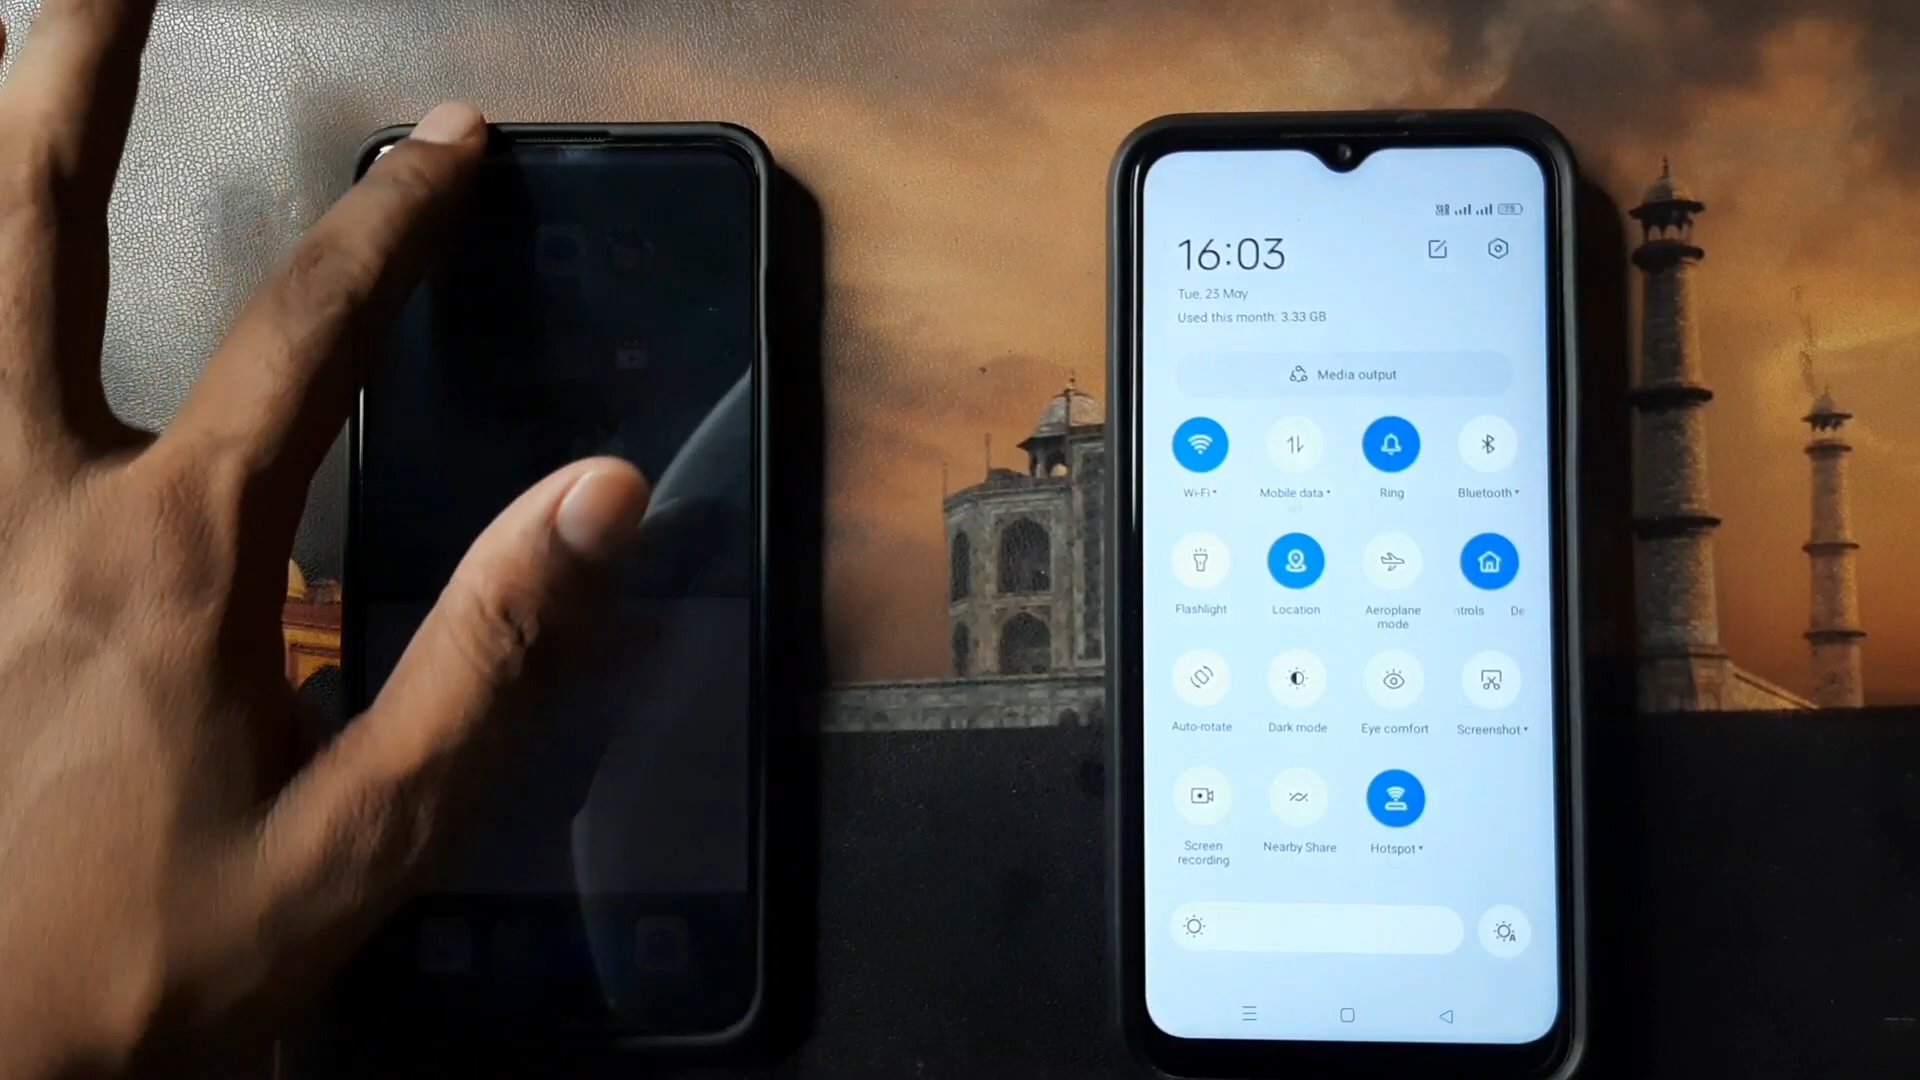 75
16:03
Tue, 23 May
Used this month: 3.33 GB
Media output
Wi-Fi
Mobile data
Ring
Bluetooth
Flashlight
Location
Aeroplane
mode
ntrols De
Auto-rotate
Dark mode
Eye comfort
Screenshot
Screen
recording
Nearby Share
Hotspot
A